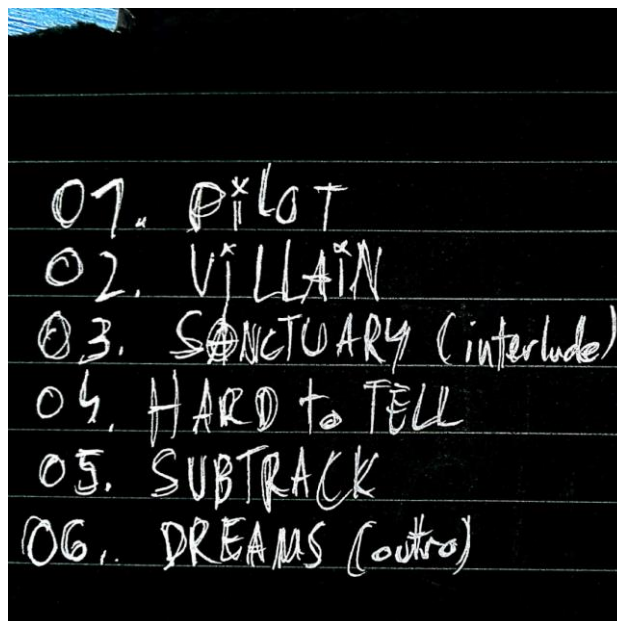 01. PiLOT
02. ViLLAiN
03. SANCTUARY (interlude)
04. HARD to TELL
05. SUBTRACK
06.. DREAMS (outro)